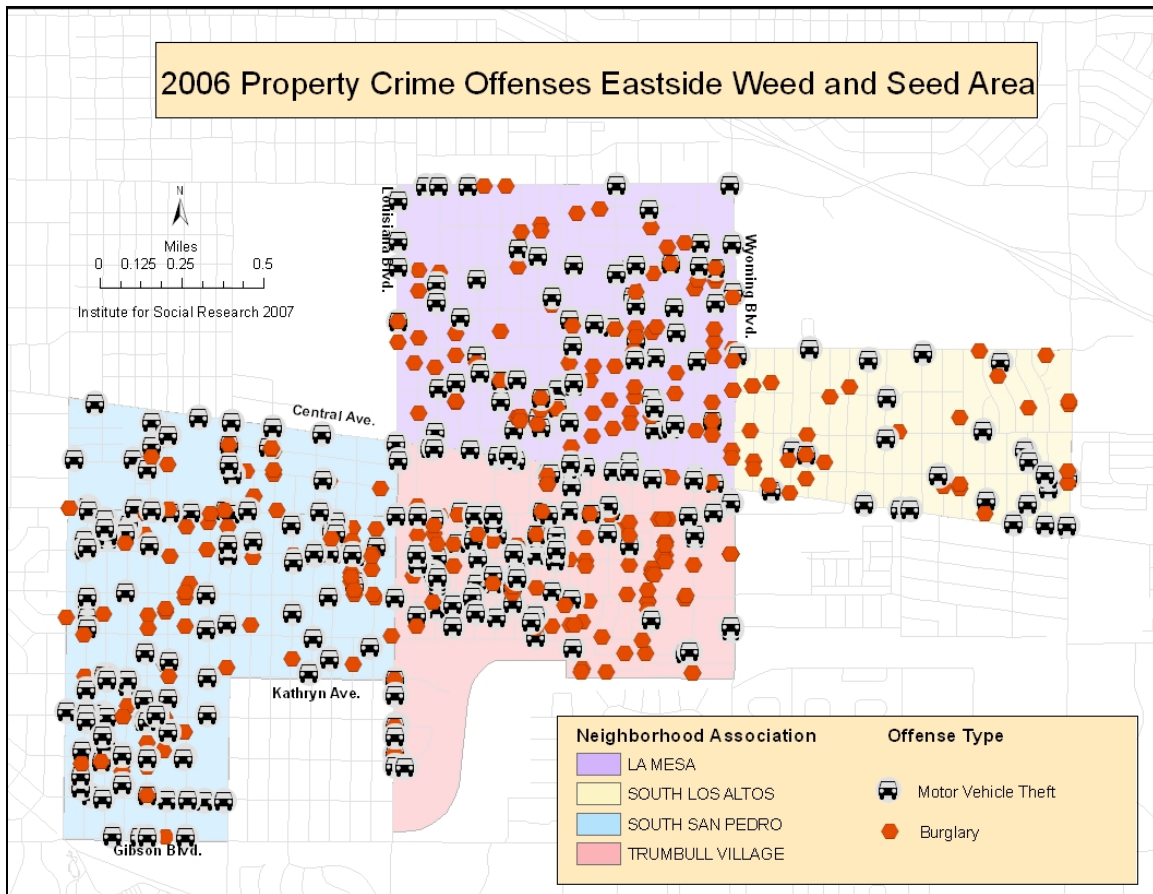 2006 Property Crime Offenses Eastside Weed and Seed Area
N
Miles
0 0.125 0.25 0.5
Institute for Social Research 2007
Louisiana Blvd.
Wyoming Blvd.
Central Ave.
Kathryn Ave.
Gibson Blvd.
Neighborhood Association
LA MESA
SOUTH LOS ALTOS
SOUTH SAN PEDRO
TRUMBULL VILLAGE
Offense Type
Motor Vehicle Theft
Burglary